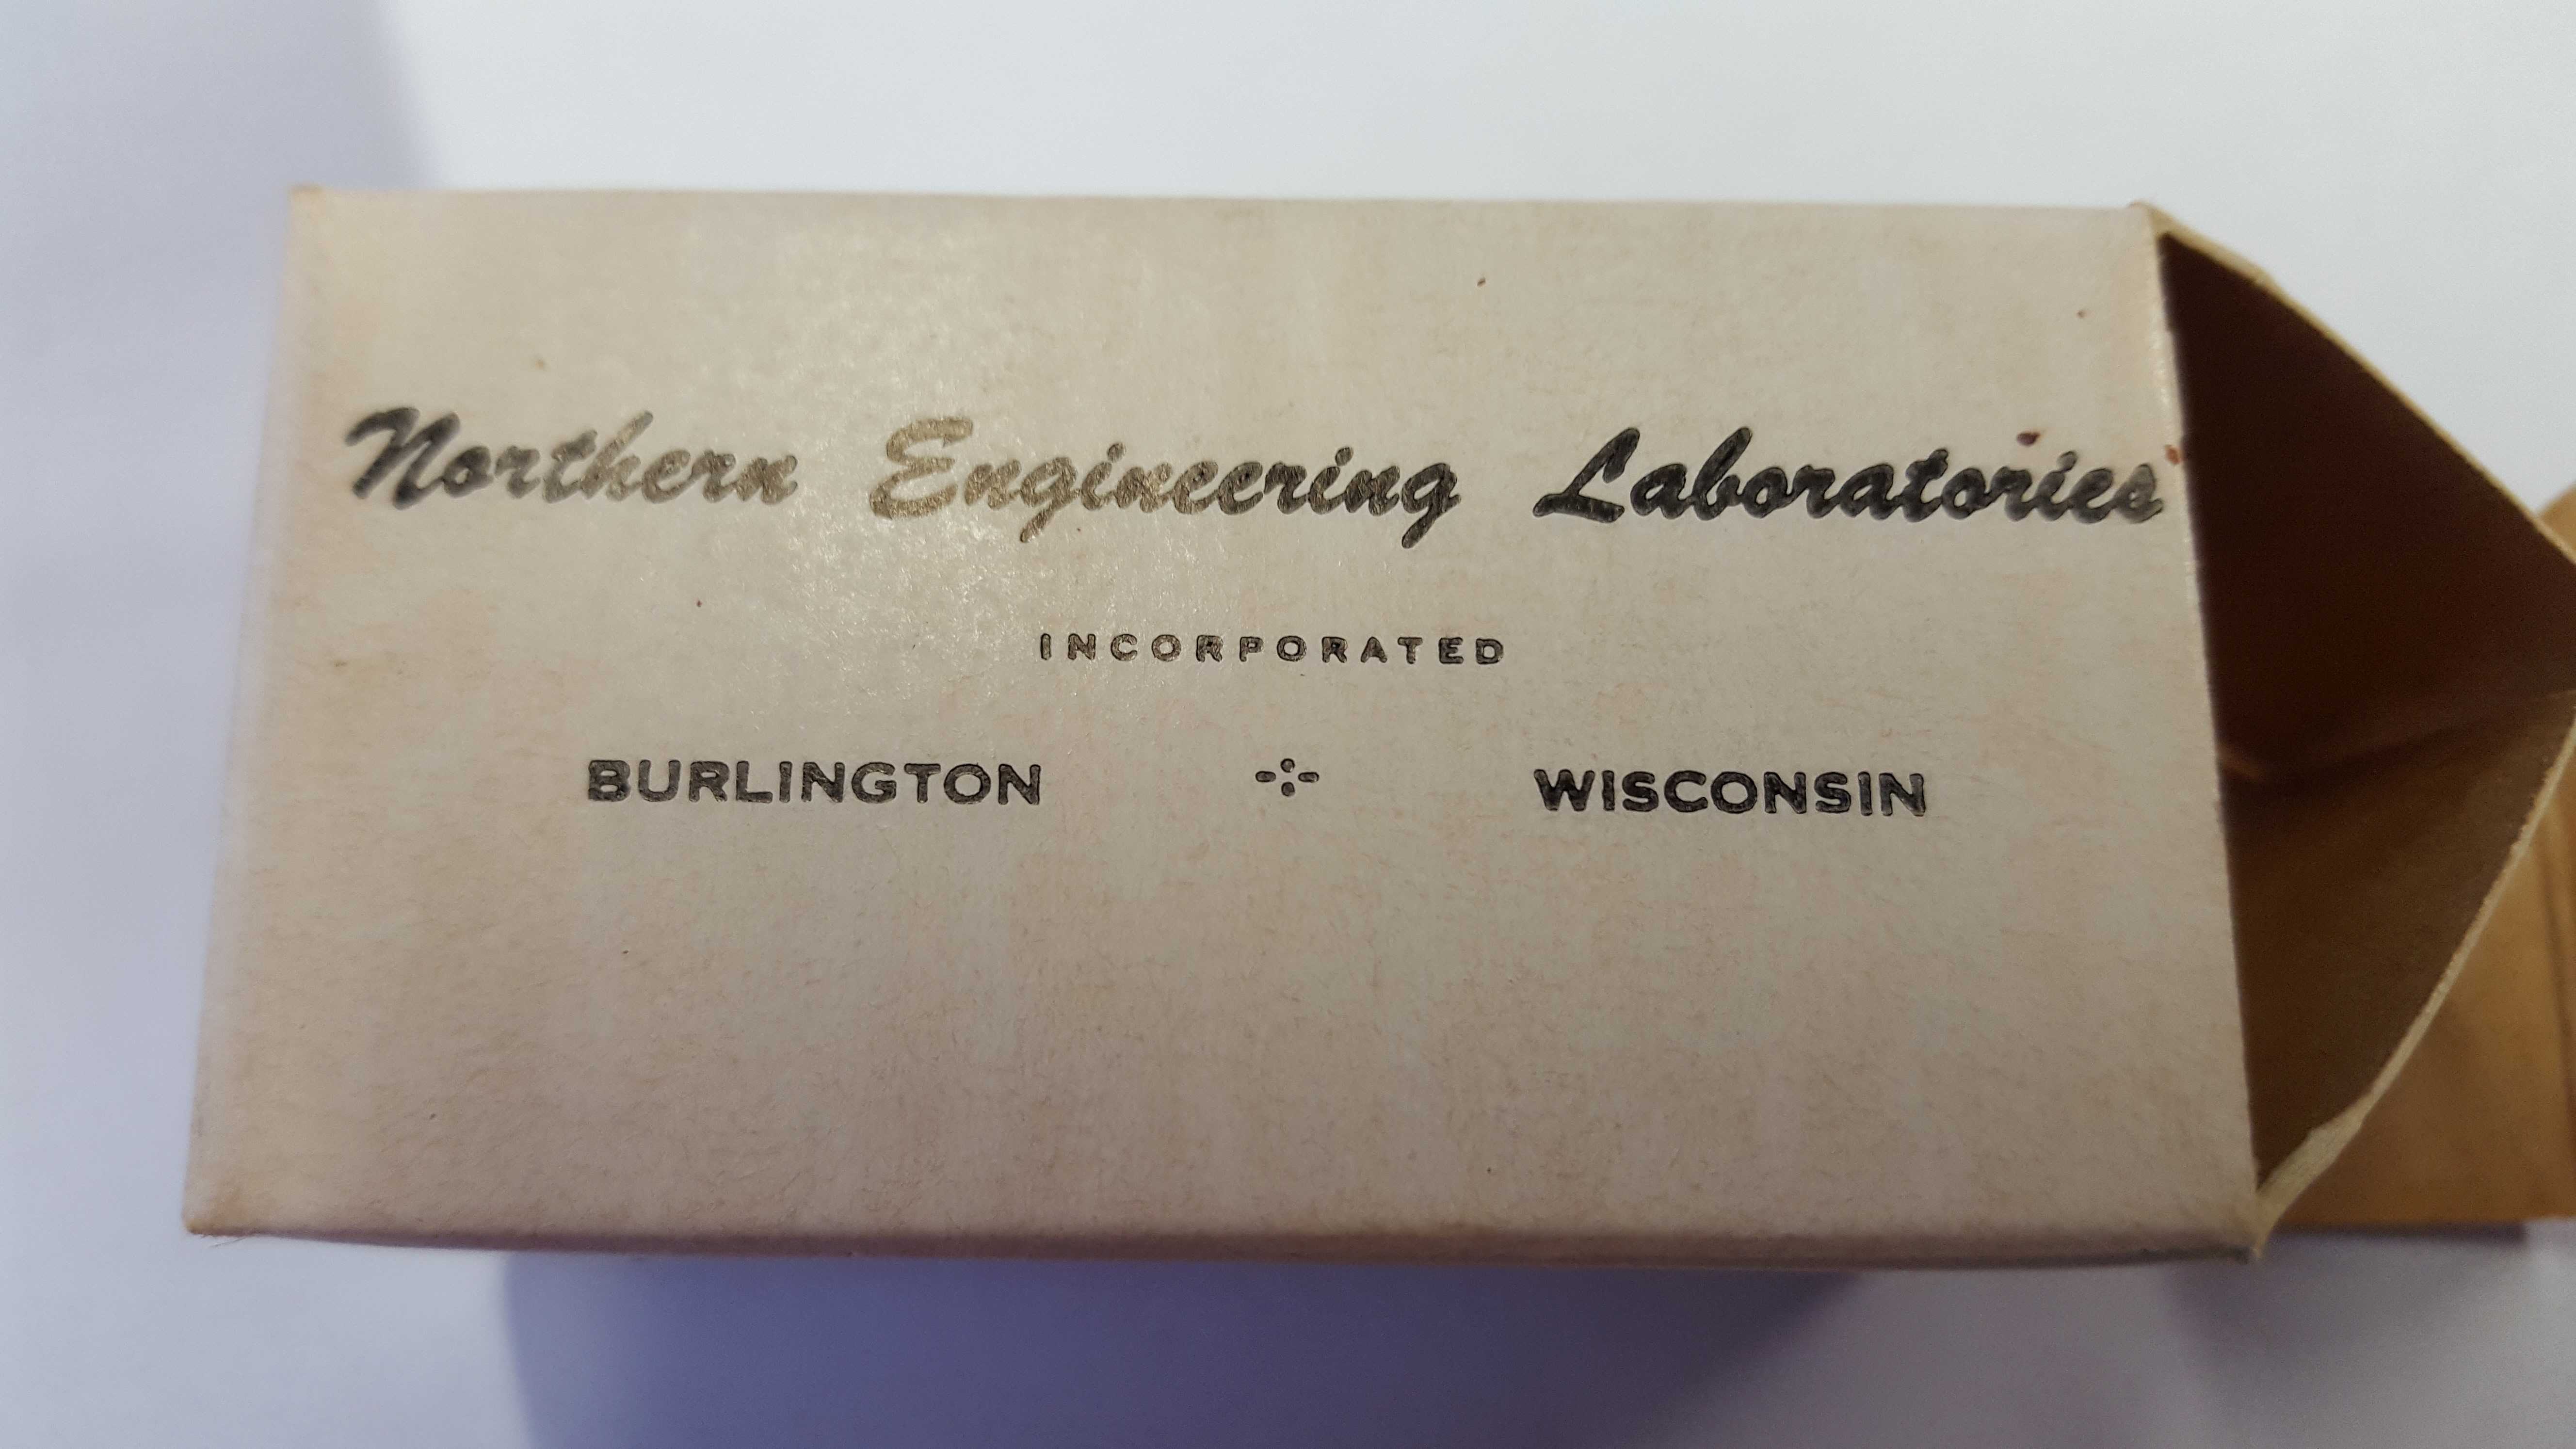 Northern Engineering Laboratories
INCORPORATED
BURLINGTON WISCONSIN